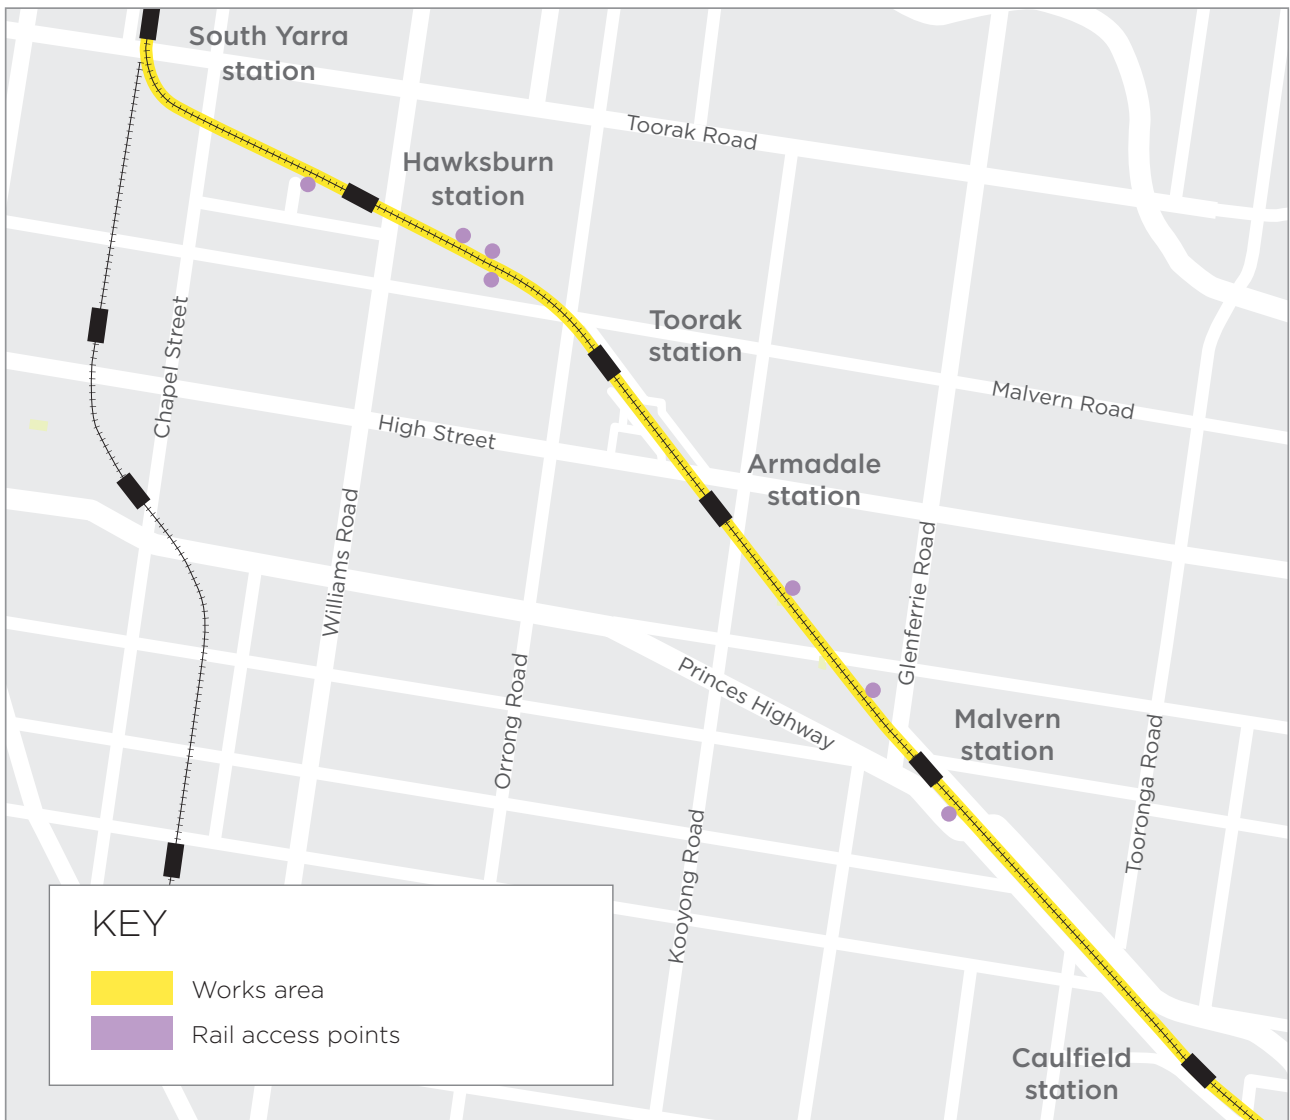 South Yarra
station
Toorak Road
Hawksburn
station
Chapel Street
Toorak
station
Malvern Road
High Street
Armadale
station
Williams Road
Glenferrie Road
Orrong Road
Princes Highway
Malvern
station
Tooronga Road
Kooyong Road
KEY
Works area
Rail access points
Caulfield
station